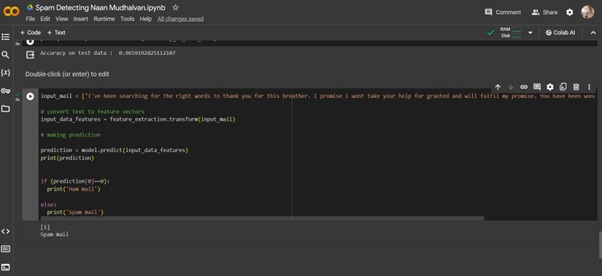 Spam Detecting Naan Mudhalvan.ipynb
File Edit View Insert Runtime Tools Help All changes saved
Comment Share
+ Code + Text
RAM
Disk
Colab AI
Accuracy on test data : 0.9659192825112107
Double-click (or enter) to edit
input_mail = ["I've been searching for the right words to thank you for this breather. I promise i wont take your help for granted and will fulfil my promise. You have been won
# convert text to feature vectors
input_data_features = feature_extraction.transform(input_mail)
# making prediction
prediction = model.predict(input_data_features)
print(prediction)
if (prediction[0]==0):
print('Ham mail')
else:
print('Spam mail')
[1]
Spam mail